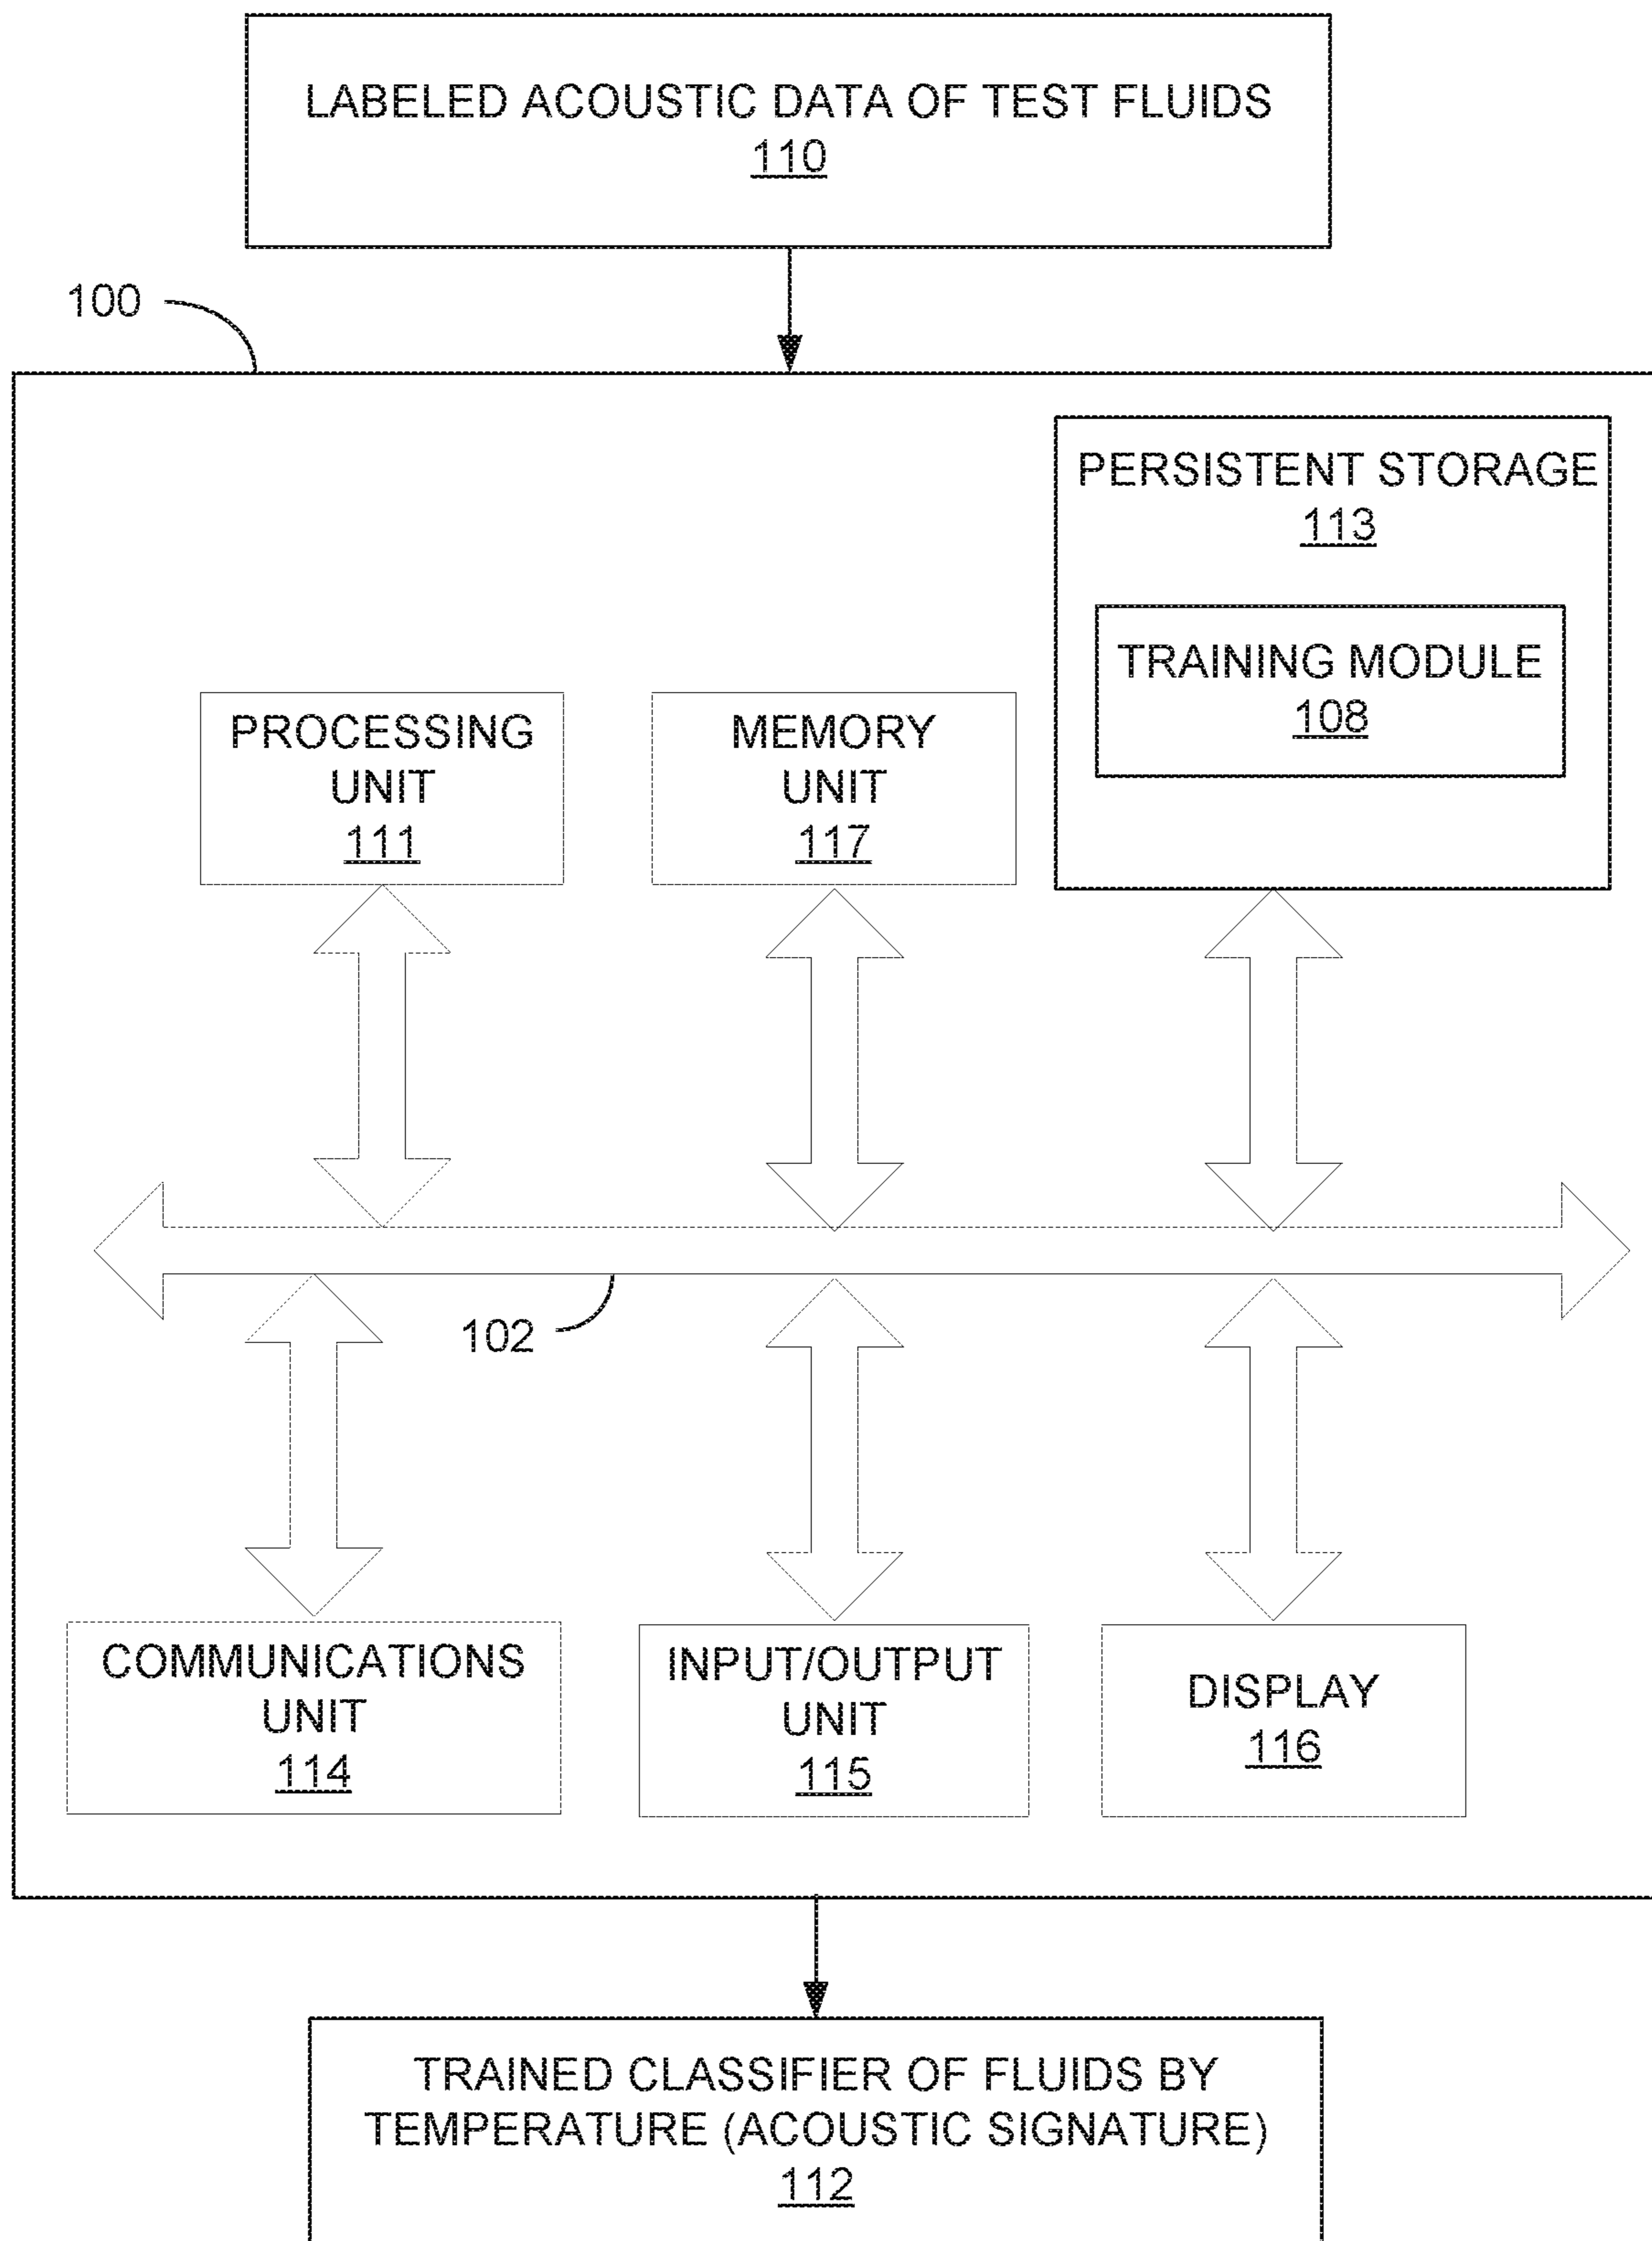 LABELED ACOUSTIC DATA OF TEST FLUIDS
110
100
PERSISTENT STORAGE
113
TRAINING MODULE
108
PROCESSING
UNIT
111
MEMORY
UNIT
117
102
COMMUNICATIONS
UNIT
114
INPUT/OUTPUT
UNIT
115
DISPLAY
116
TRAINED CLASSIFIER OF FLUIDS BY
TEMPERATURE (ACOUSTIC SIGNATURE)
112